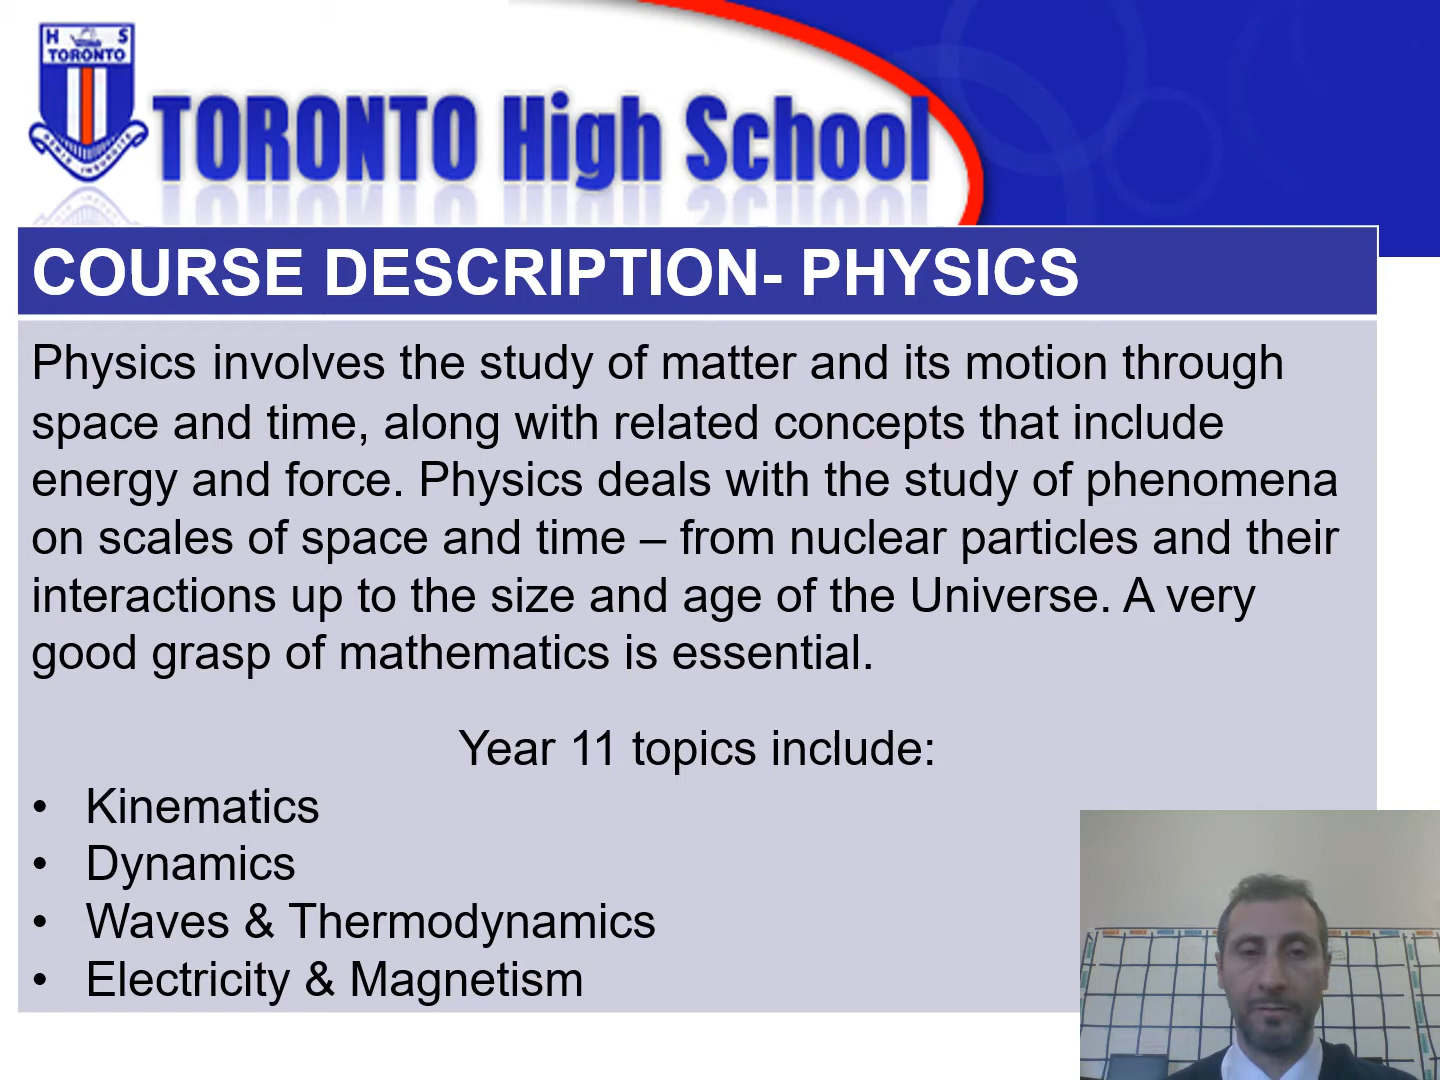 H S
TORONTO
TORONTO High School
COURSE DESCRIPTION- PHYSICS
Physics involves the study of matter and its motion through
space and time, along with related concepts that include
energy and force. Physics deals with the study of phenomena
on scales of space and time – from nuclear particles and their
interactions up to the size and age of the Universe. A very
good grasp of mathematics is essential.
Year 11 topics include:
• Kinematics
• Dynamics
• Waves & Thermodynamics
• Electricity & Magnetism